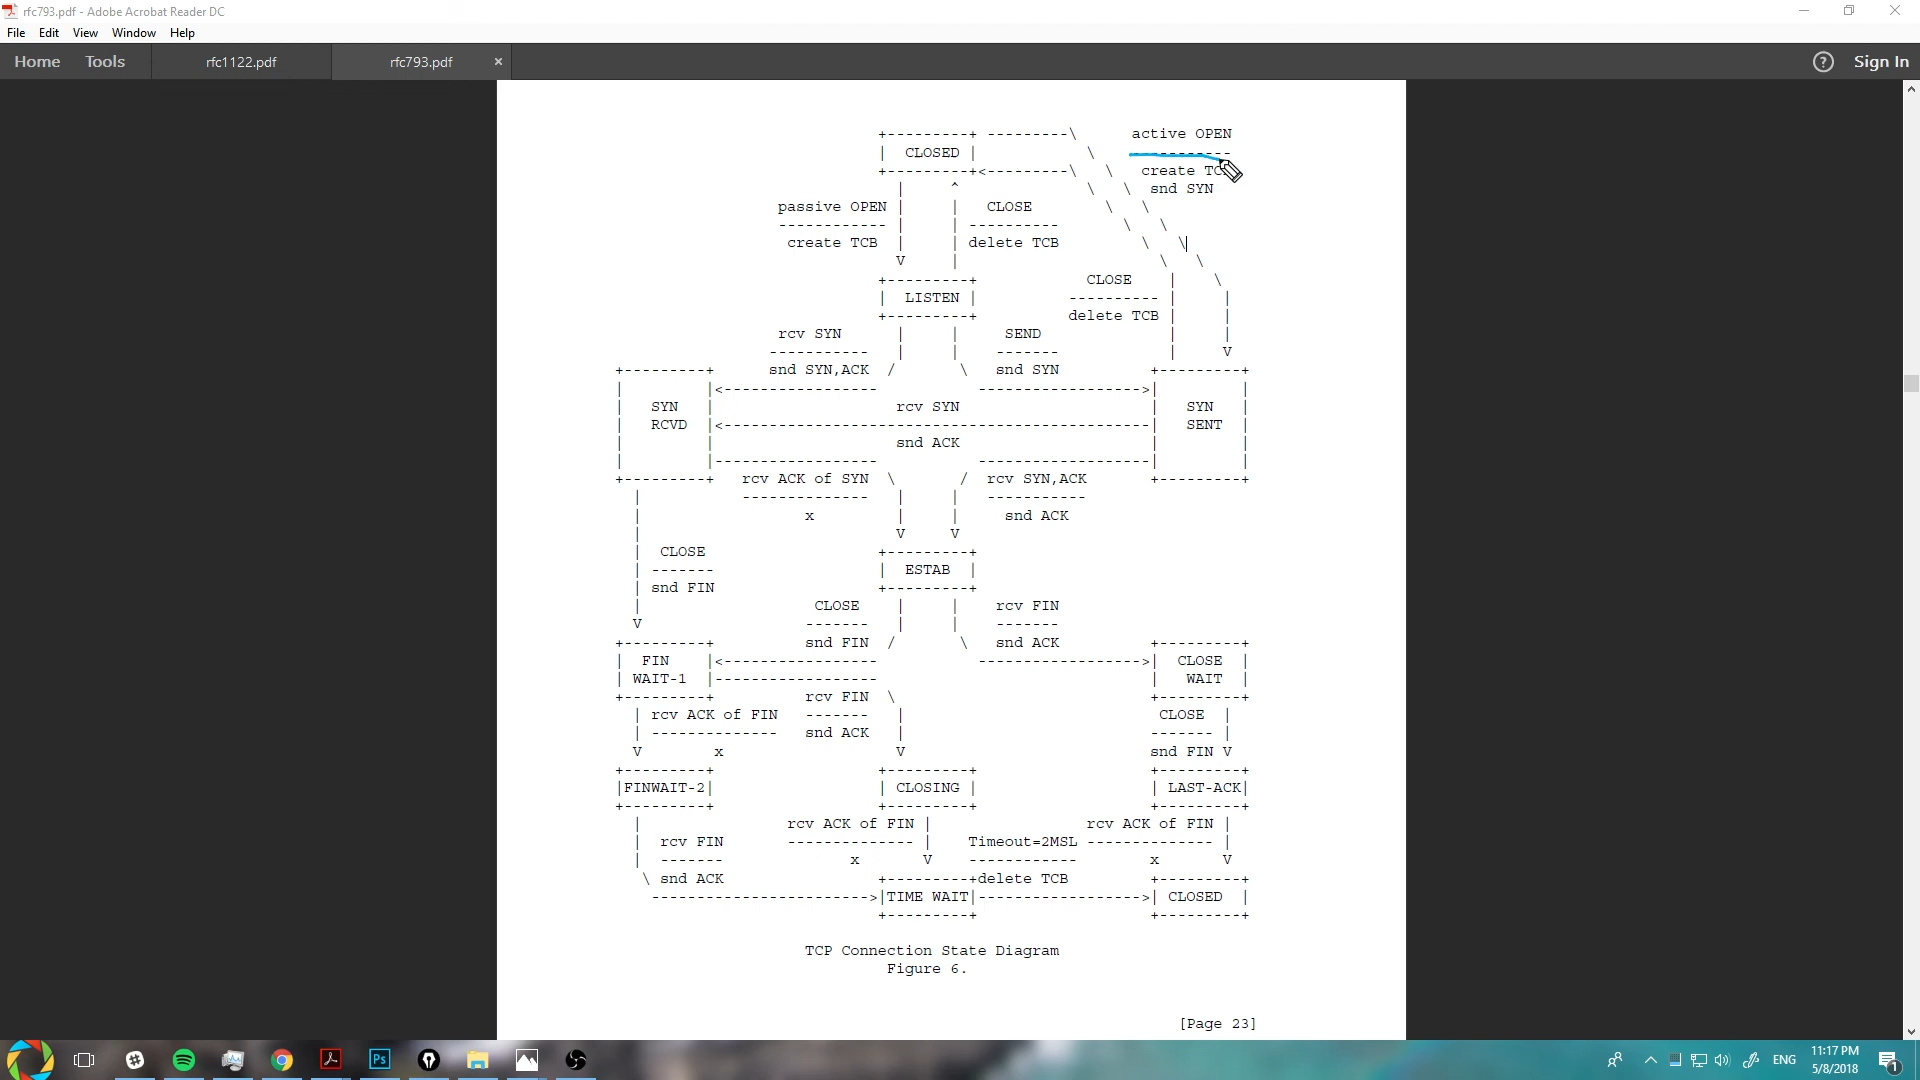 rfc793.pdf - Adobe Acrobat Reader DC
File Edit View Window Help
Home Tools rfc1122.pdf rfc793.pdf × ? Sign In
+---------+ ---------\ active OPEN
| CLOSED | \ -----------
+---------+<---------\ \ create
| ^ \ \ snd SYN
passive OPEN | | CLOSE \ \
------------ | | ---------- \ \
create TCB | | delete TCB \ \
V | \ \
+---------+ CLOSE | \
| LISTEN | ---------- | |
+---------+ delete TCB | |
rcv SYN | | SEND | |
----------- | | ------- | V
+---------+ snd SYN,ACK / \ snd SYN +---------+
| |<----------------- ------------------>| |
| SYN | rcv SYN | SYN |
| RCVD |<-----------------------------------------------| SENT |
| | snd ACK | |
| |------------------ -------------------| |
+---------+ rcv ACK of SYN \ / rcv SYN,ACK +---------+
| -------------- | | -----------
| x | | snd ACK
| V V
| CLOSE +---------+
| ------- | ESTAB |
| snd FIN +---------+
| CLOSE | | rcv FIN
V ------- | | -------
+---------+ snd FIN / \ snd ACK +---------+
| FIN |<----------------- ------------------>| CLOSE |
| WAIT-1 |------------------ | WAIT |
+---------+ rcv FIN \ +---------+
| rcv ACK of FIN ------- | CLOSE |
| -------------- snd ACK | ------- |
V x V snd FIN V
+---------+ +---------+ +---------+
|FINWAIT-2| | CLOSING | | LAST-ACK|
+---------+ +---------+ +---------+
| rcv ACK of FIN | rcv ACK of FIN |
| rcv FIN -------------- | Timeout=2MSL -------------- |
| ------- x V ------------ x V
\ snd ACK +---------+delete TCB +---------+
------------------------>|TIME WAIT|------------------>| CLOSED |
+---------+ +---------+
TCP Connection State Diagram
Figure 6.
[Page 23]
Ps ENG 11:17 PM
5/8/2018 1